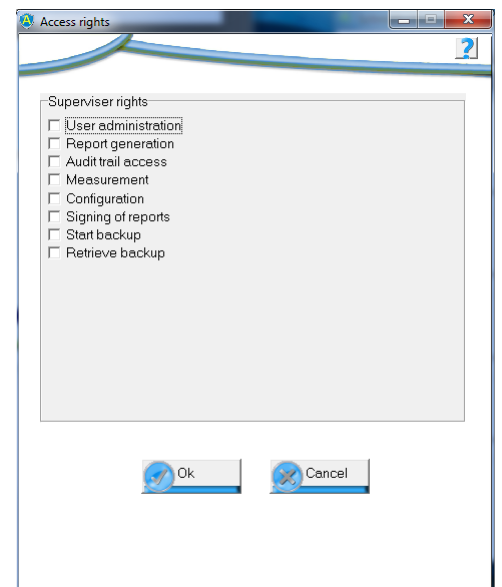 Access rights
Superviser rights
User administration
Report generation
Audit trail access
Measurement
Configuration
Signing of reports
Start backup
Retrieve backup
Ok
Cancel